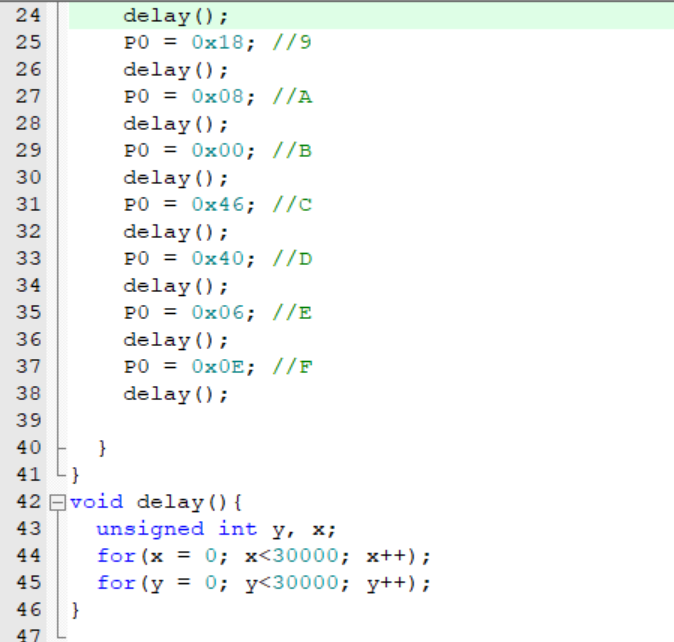 24 delay();
25 P0 = 0x18; //9
26 delay();
27 P0 = 0x08; //A
28 delay();
29 P0 = 0x00; //B
30 delay();
31 P0 = 0x46; //C
32 delay();
33 P0 = 0x40; //D
34 delay();
35 P0 = 0x06; //E
36 delay();
37 P0 = 0x0E; //F
38 delay();
39
40 }
41 }
42 void delay(){
43 unsigned int y, x;
44 for(x = 0; x<30000; x++);
45 for(y = 0; y<30000; y++);
46 }
47